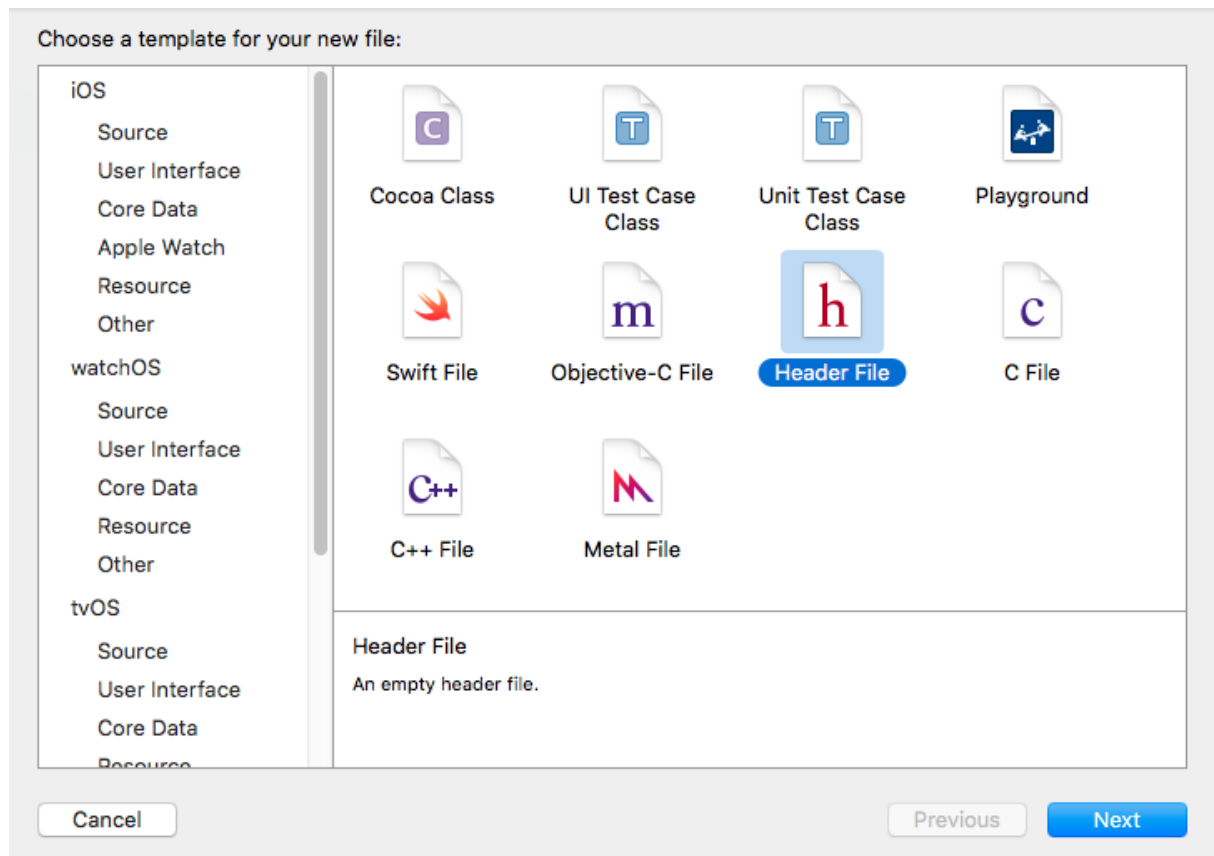 Choose a template for your new file:
iOS
Source
User Interface
Core Data
Apple Watch
Resource
Other
watchOS
Source
User Interface
Core Data
Resource
Other
tvOS
Source
User Interface
Core Data
Resource
C
Cocoa Class
T
UI Test Case
Class
T
Unit Test Case
Class
Playground
Swift File
m
Objective-C File
h
Header File
c
C File
C++
C++ File
Metal File
Header File
An empty header file.
Cancel
Previous
Next